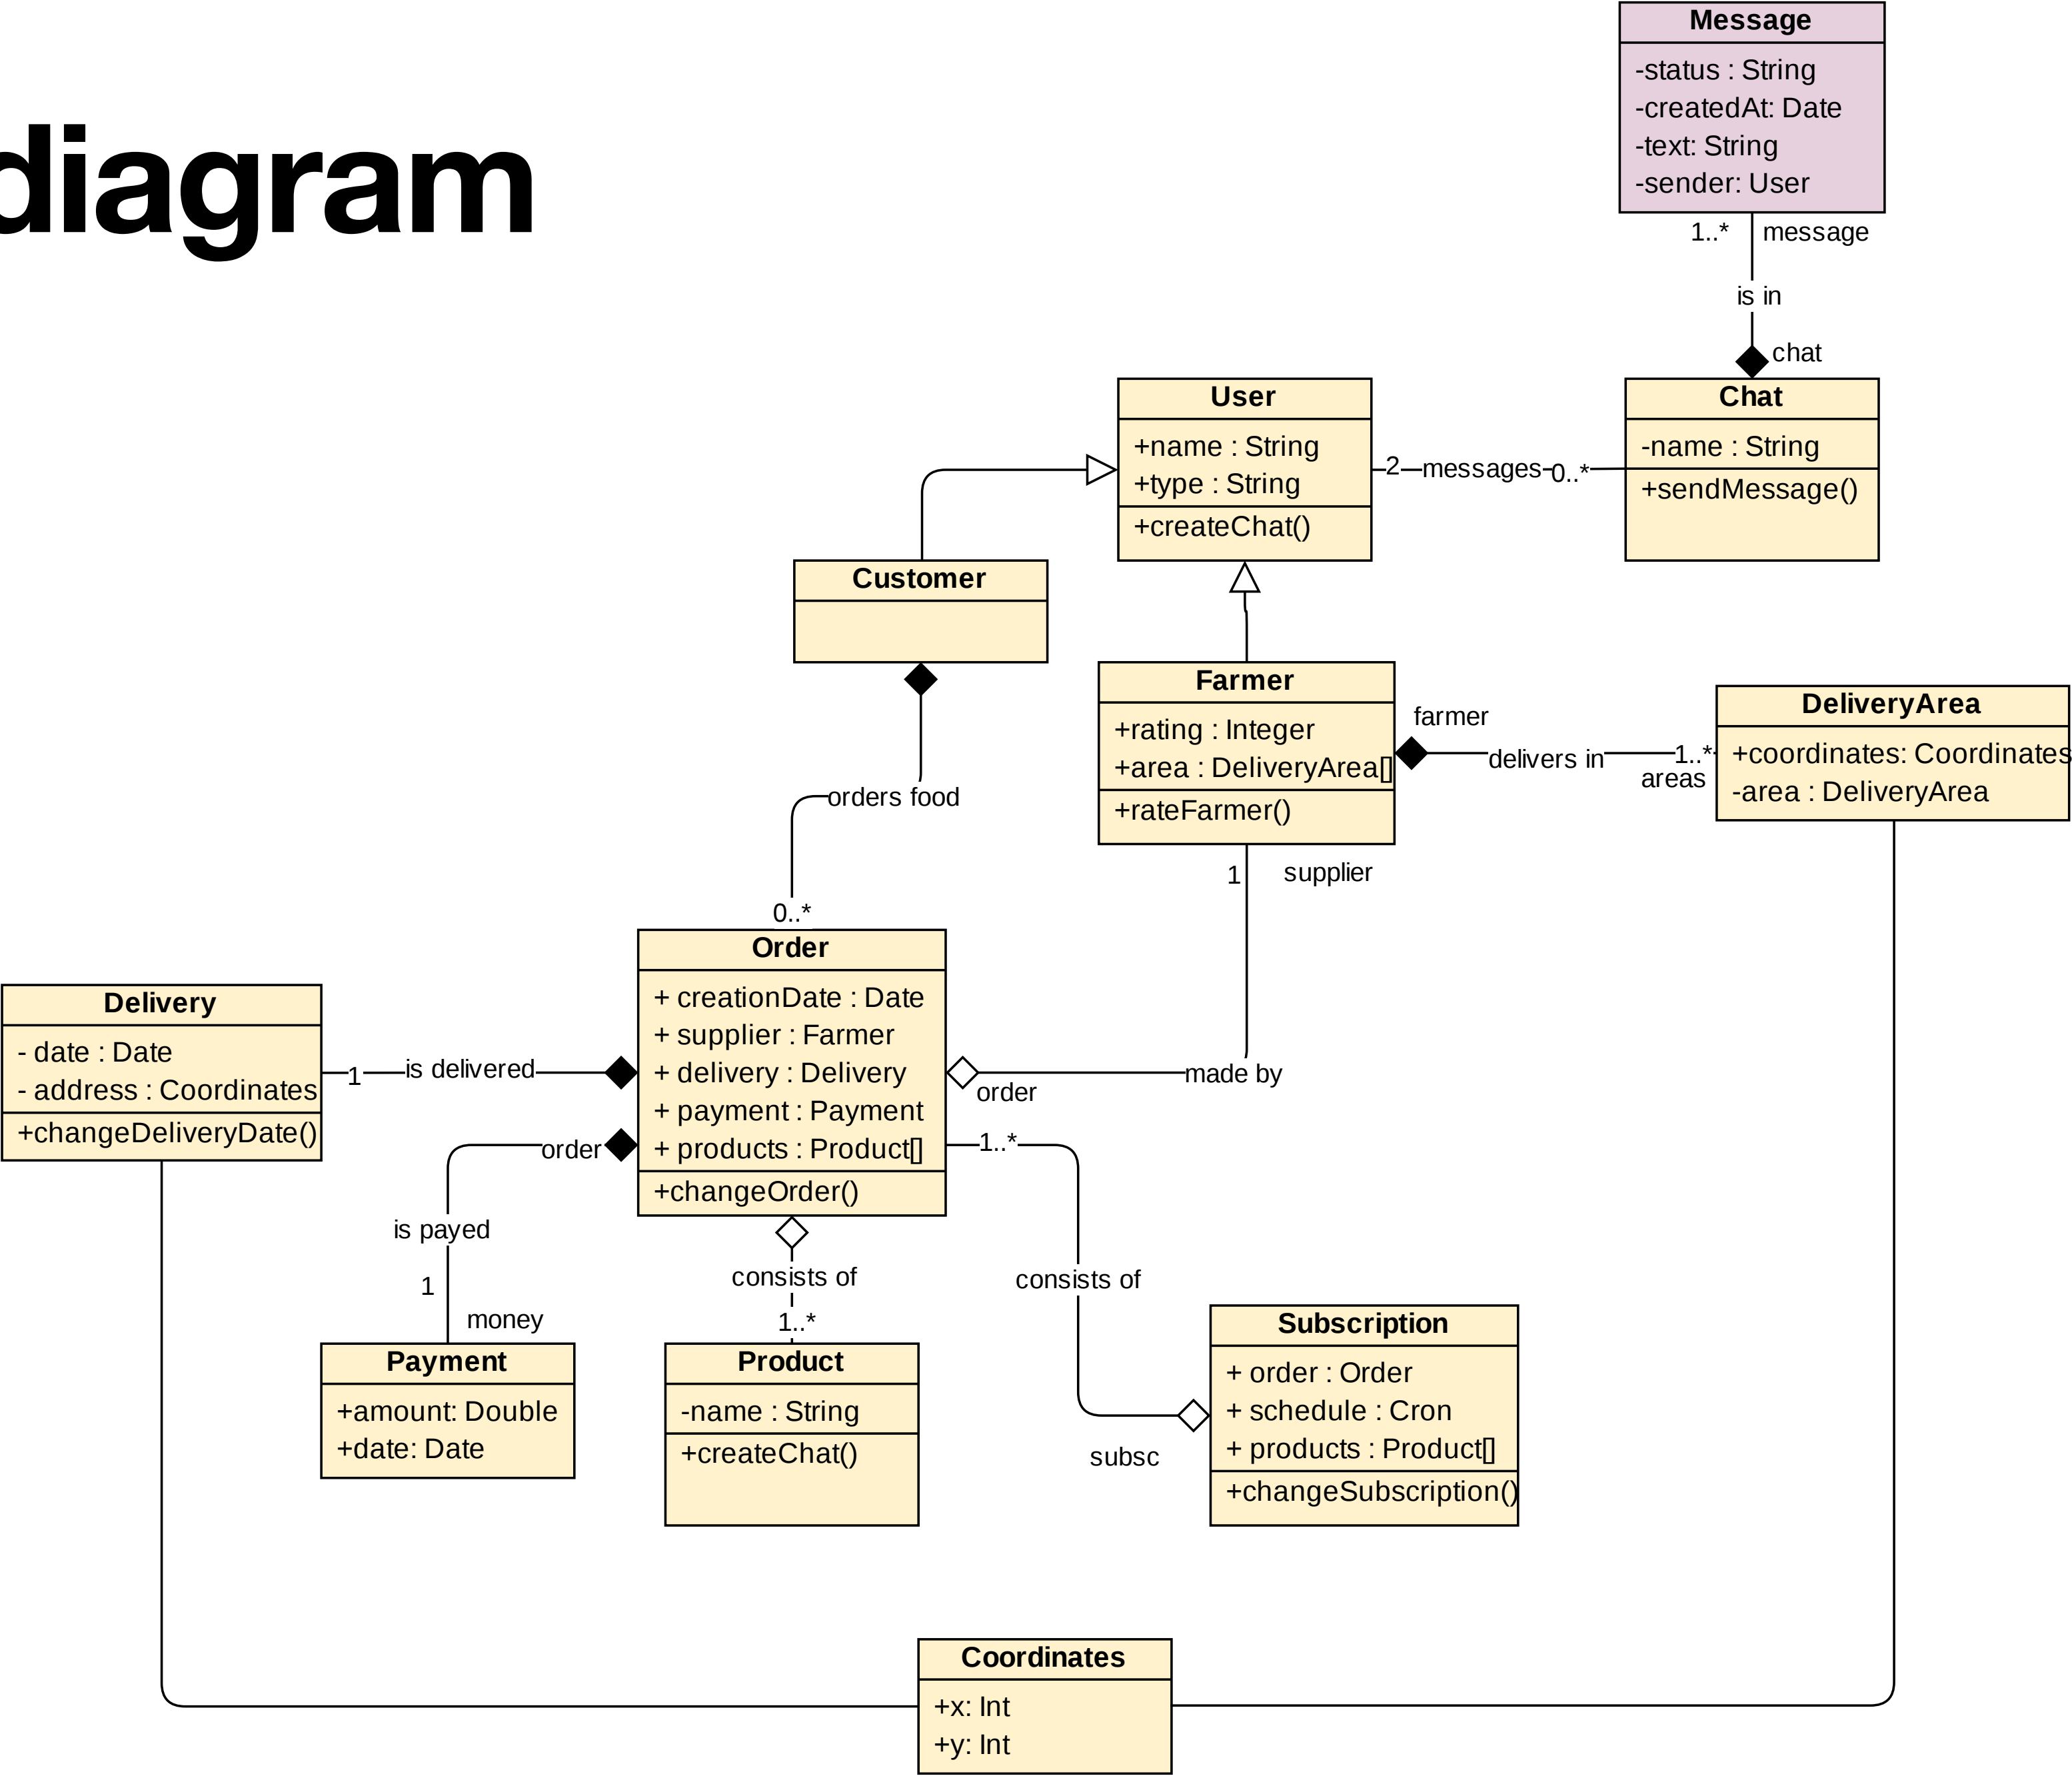 diagram
Message
-status : String
-createdAt: Date
-text: String
-sender: User
1..*
message
is in
chat
User
+name : String
+type : String
+createChat()
2
messages
0..*
Chat
-name : String
+sendMessage()
Customer
Farmer
+rating : Integer
+area : DeliveryArea[]
+rateFarmer()
farmer
delivers in
1..*
areas
DeliveryArea
+coordinates: Coordinates
-area : DeliveryArea
orders food
0..*
1
supplier
Order
+ creationDate : Date
+ supplier : Farmer
+ delivery : Delivery
+ payment : Payment
+ products : Product[]
+changeOrder()
Delivery
- date : Date
- address : Coordinates
+changeDeliveryDate()
1
is delivered
order
made by
order
1..*
is payed
1
money
consists of
1..*
consists of
subsc
Payment
+amount: Double
+date: Date
Product
-name : String
+createChat()
Subscription
+ order : Order
+ schedule : Cron
+ products : Product[]
+changeSubscription()
Coordinates
+x: Int
+y: Int